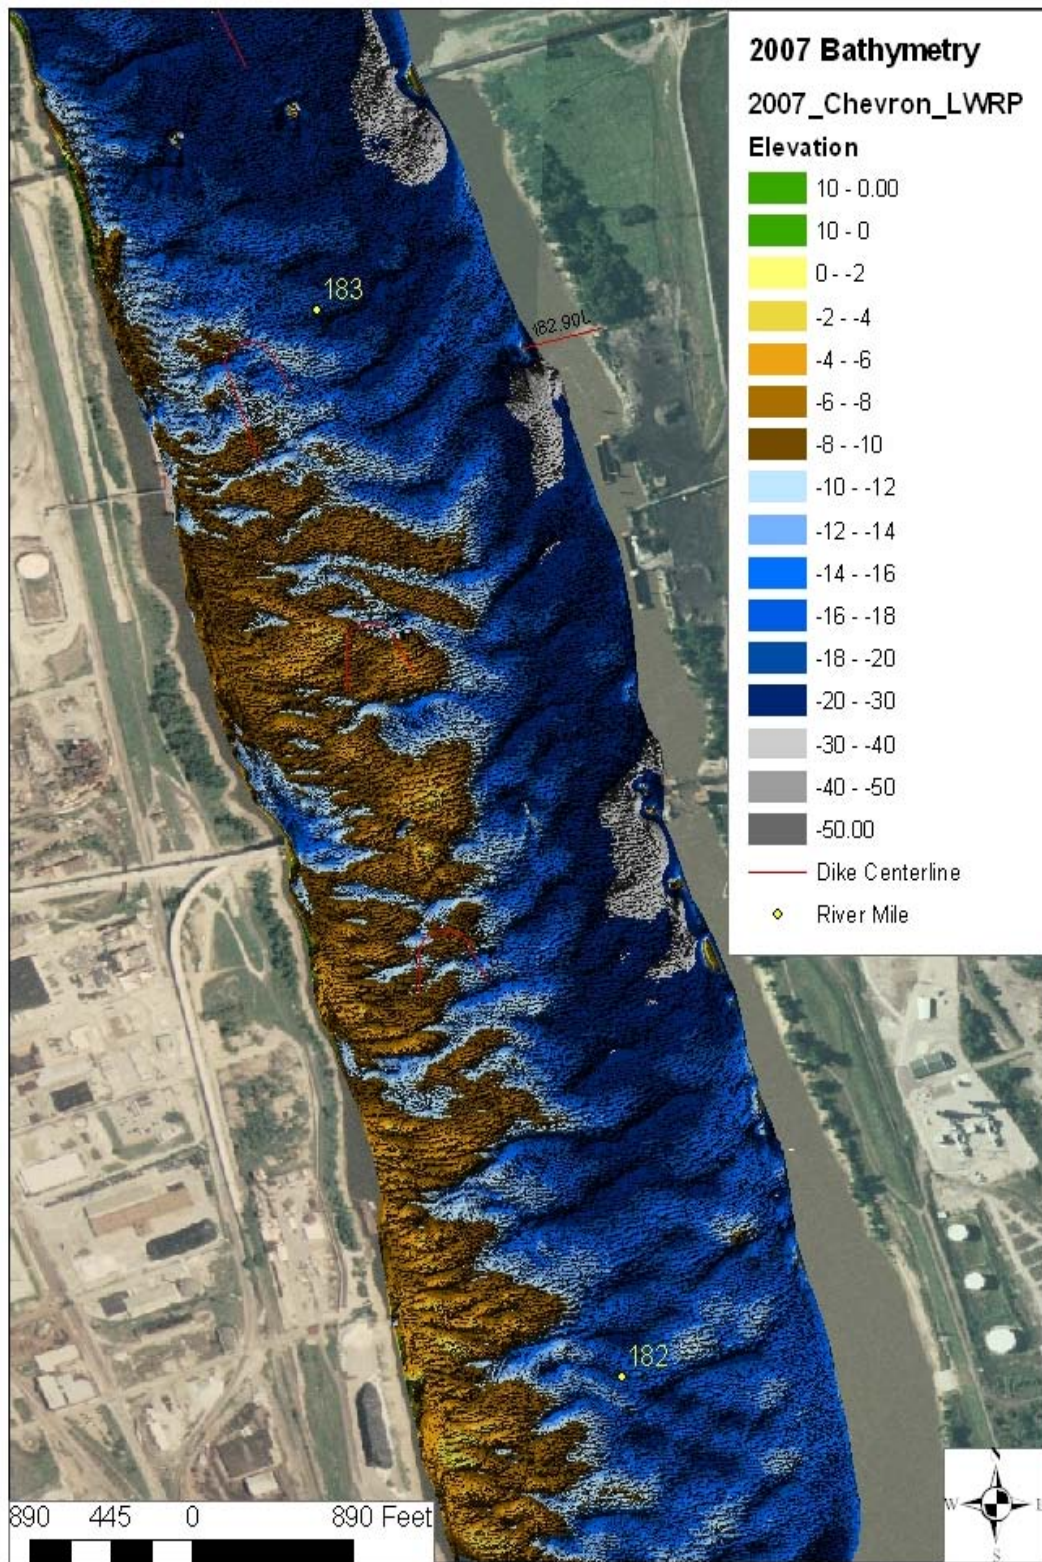 2007 Bathymetry
2007_Chevron_LWRP
Elevation
10 - 0.00
10 - 0
0 - -2
-2 - -4
-4 - -6
-6 - -8
-8 - -10
-10 - -12
-12 - -14
-14 - -16
-16 - -18
-18 - -20
-20 - -30
-30 - -40
-40 - -50
-50.00
Dike Centerline
River Mile
183
182.90L
182
890 445 0 890 Feet
N
W E
S